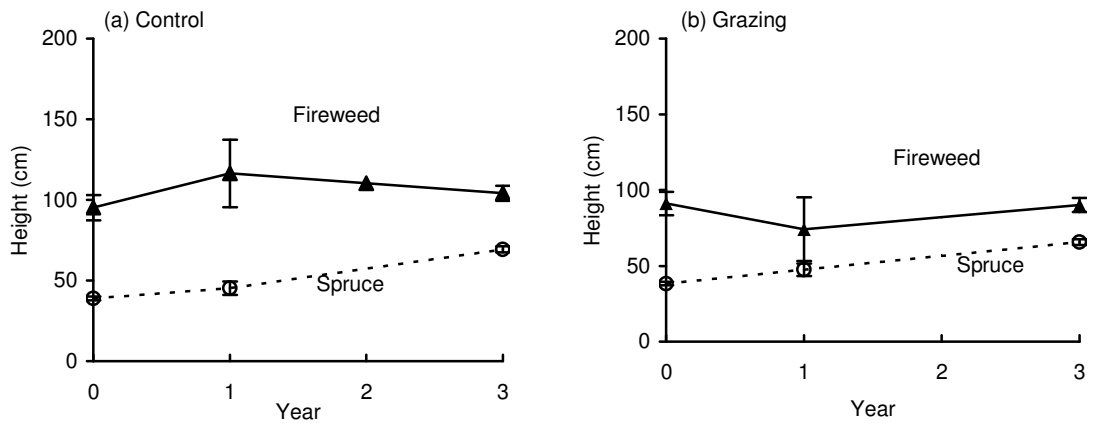 (a) Control
200
150
100
50
0
Height (cm)
Fireweed
Spruce
0 1 2 3
Year
(b) Grazing
200
150
100
50
0
Height (cm)
Fireweed
Spruce
0 1 2 3
Year